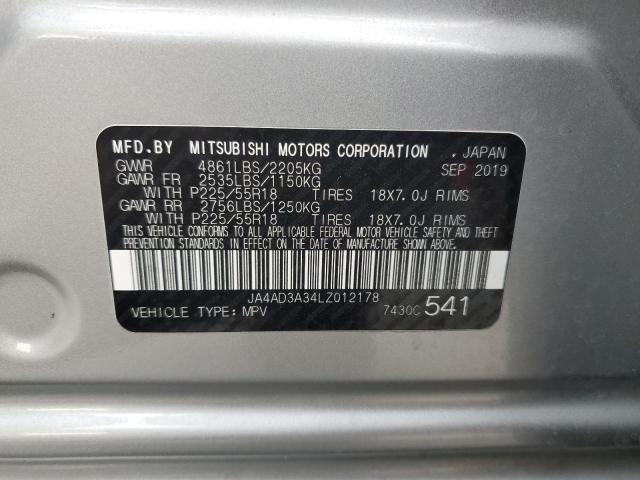 MFD.BY MITSUBISHI MOTORS CORPORATION , JAPAN
GVWR 4861LBS/2205KG SEP 2019
GAWR FR 2535LBS/1150KG
WITH P225/55R18 TIRES 18X7.0J RIMS
GAWR RR 2756LBS/1250KG
WITH P225/55R18 TIRES 18X7.0J RIMS
THIS VEHICLE CONFORMS TO ALL APPLICABLE FEDERAL MOTOR VEHICLE SAFETY AND THEFT
PREVENTION STANDARDS IN EFFECT ON THE DATE OF MANUFACTURE SHOWN ABOVE.
JA4AD3A34LZ012178
VEHICLE TYPE: MPV 7430C 541